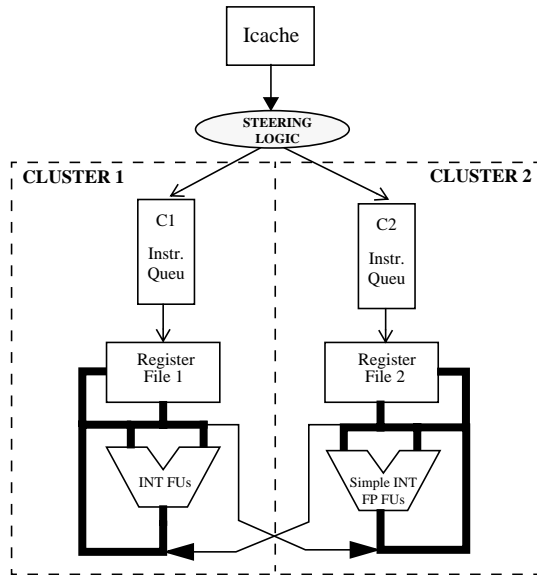 Icache
STEERING
LOGIC
CLUSTER 1
CLUSTER 2
C1
Instr.
Queu
C2
Instr.
Queu
Register
File 1
Register
File 2
INT FUs
Simple INT
FP FUs